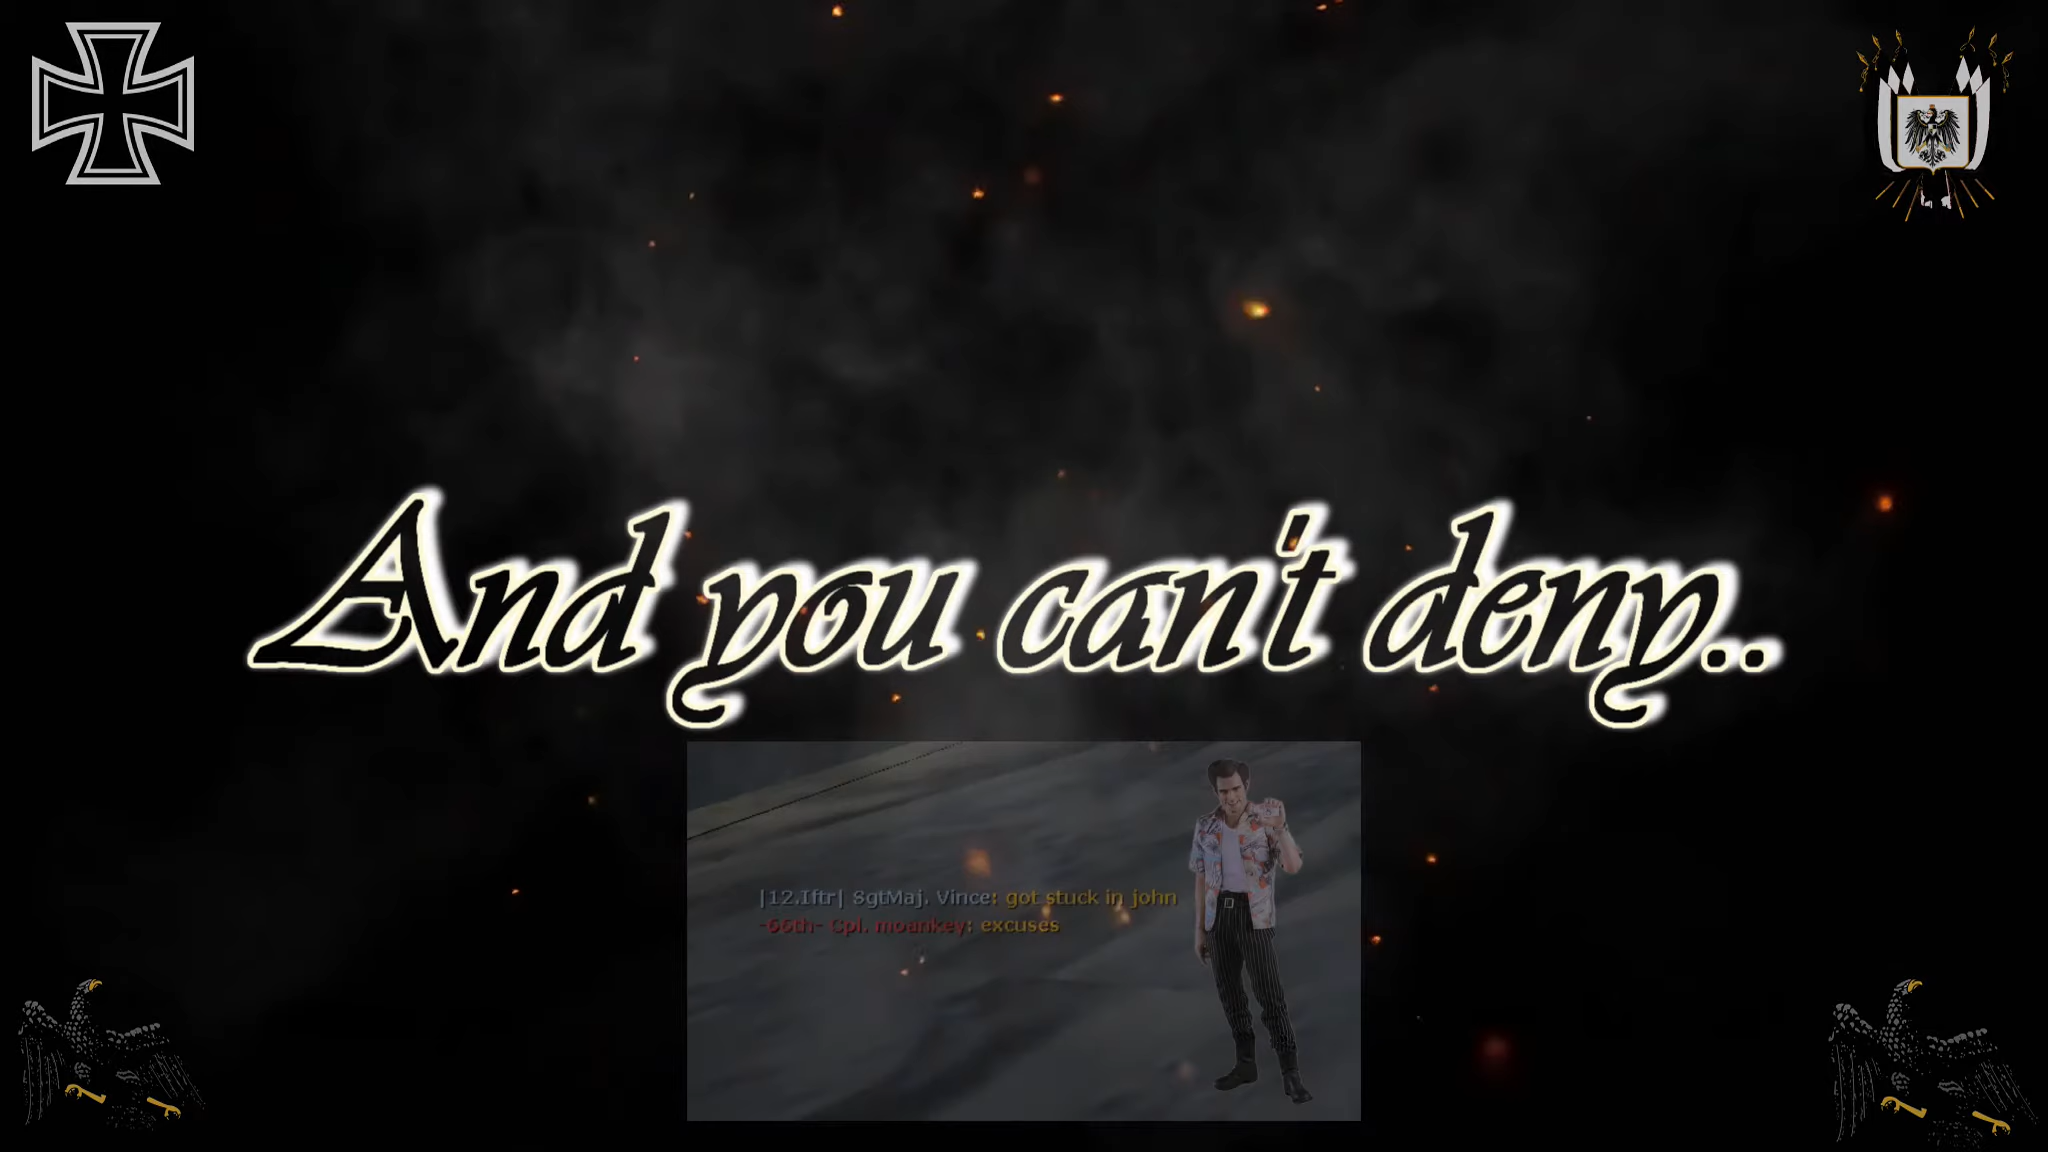 And you can't deny..
|12.Iftr| SgtMaj. Vince: got stuck in john
-66th- Cpl. moankey: excuses